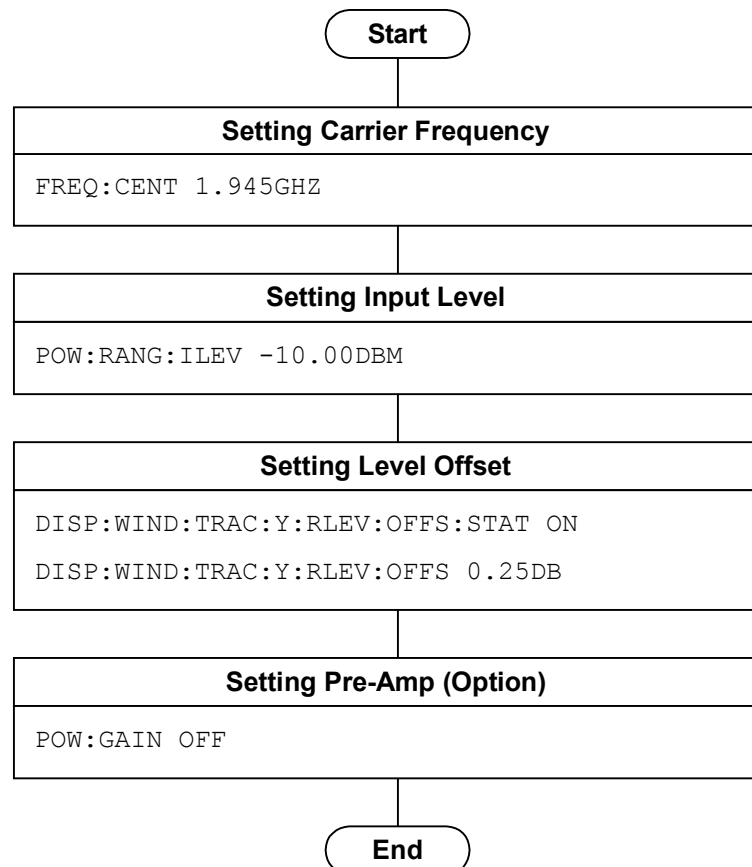 Start
Setting Carrier Frequency
FREQ:CENT 1.945GHZ
Setting Input Level
POW:RANG:ILEV -10.00DBM
Setting Level Offset
DISP:WIND:TRAC:Y:RLEV:OFFS:STAT ON
DISP:WIND:TRAC:Y:RLEV:OFFS 0.25DB
Setting Pre-Amp (Option)
POW:GAIN OFF
End